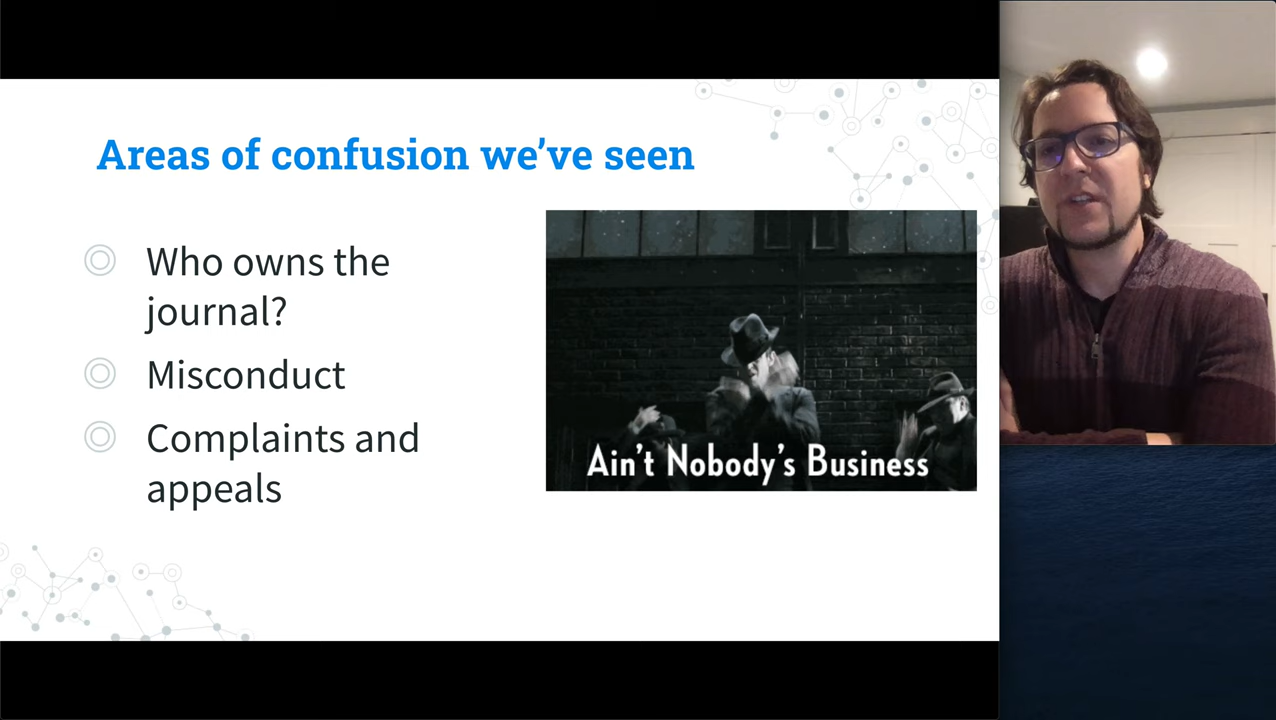 Areas of confusion we've seen
Who owns the
journal?
Misconduct
Complaints and
appeals
Ain't Nobody's Business